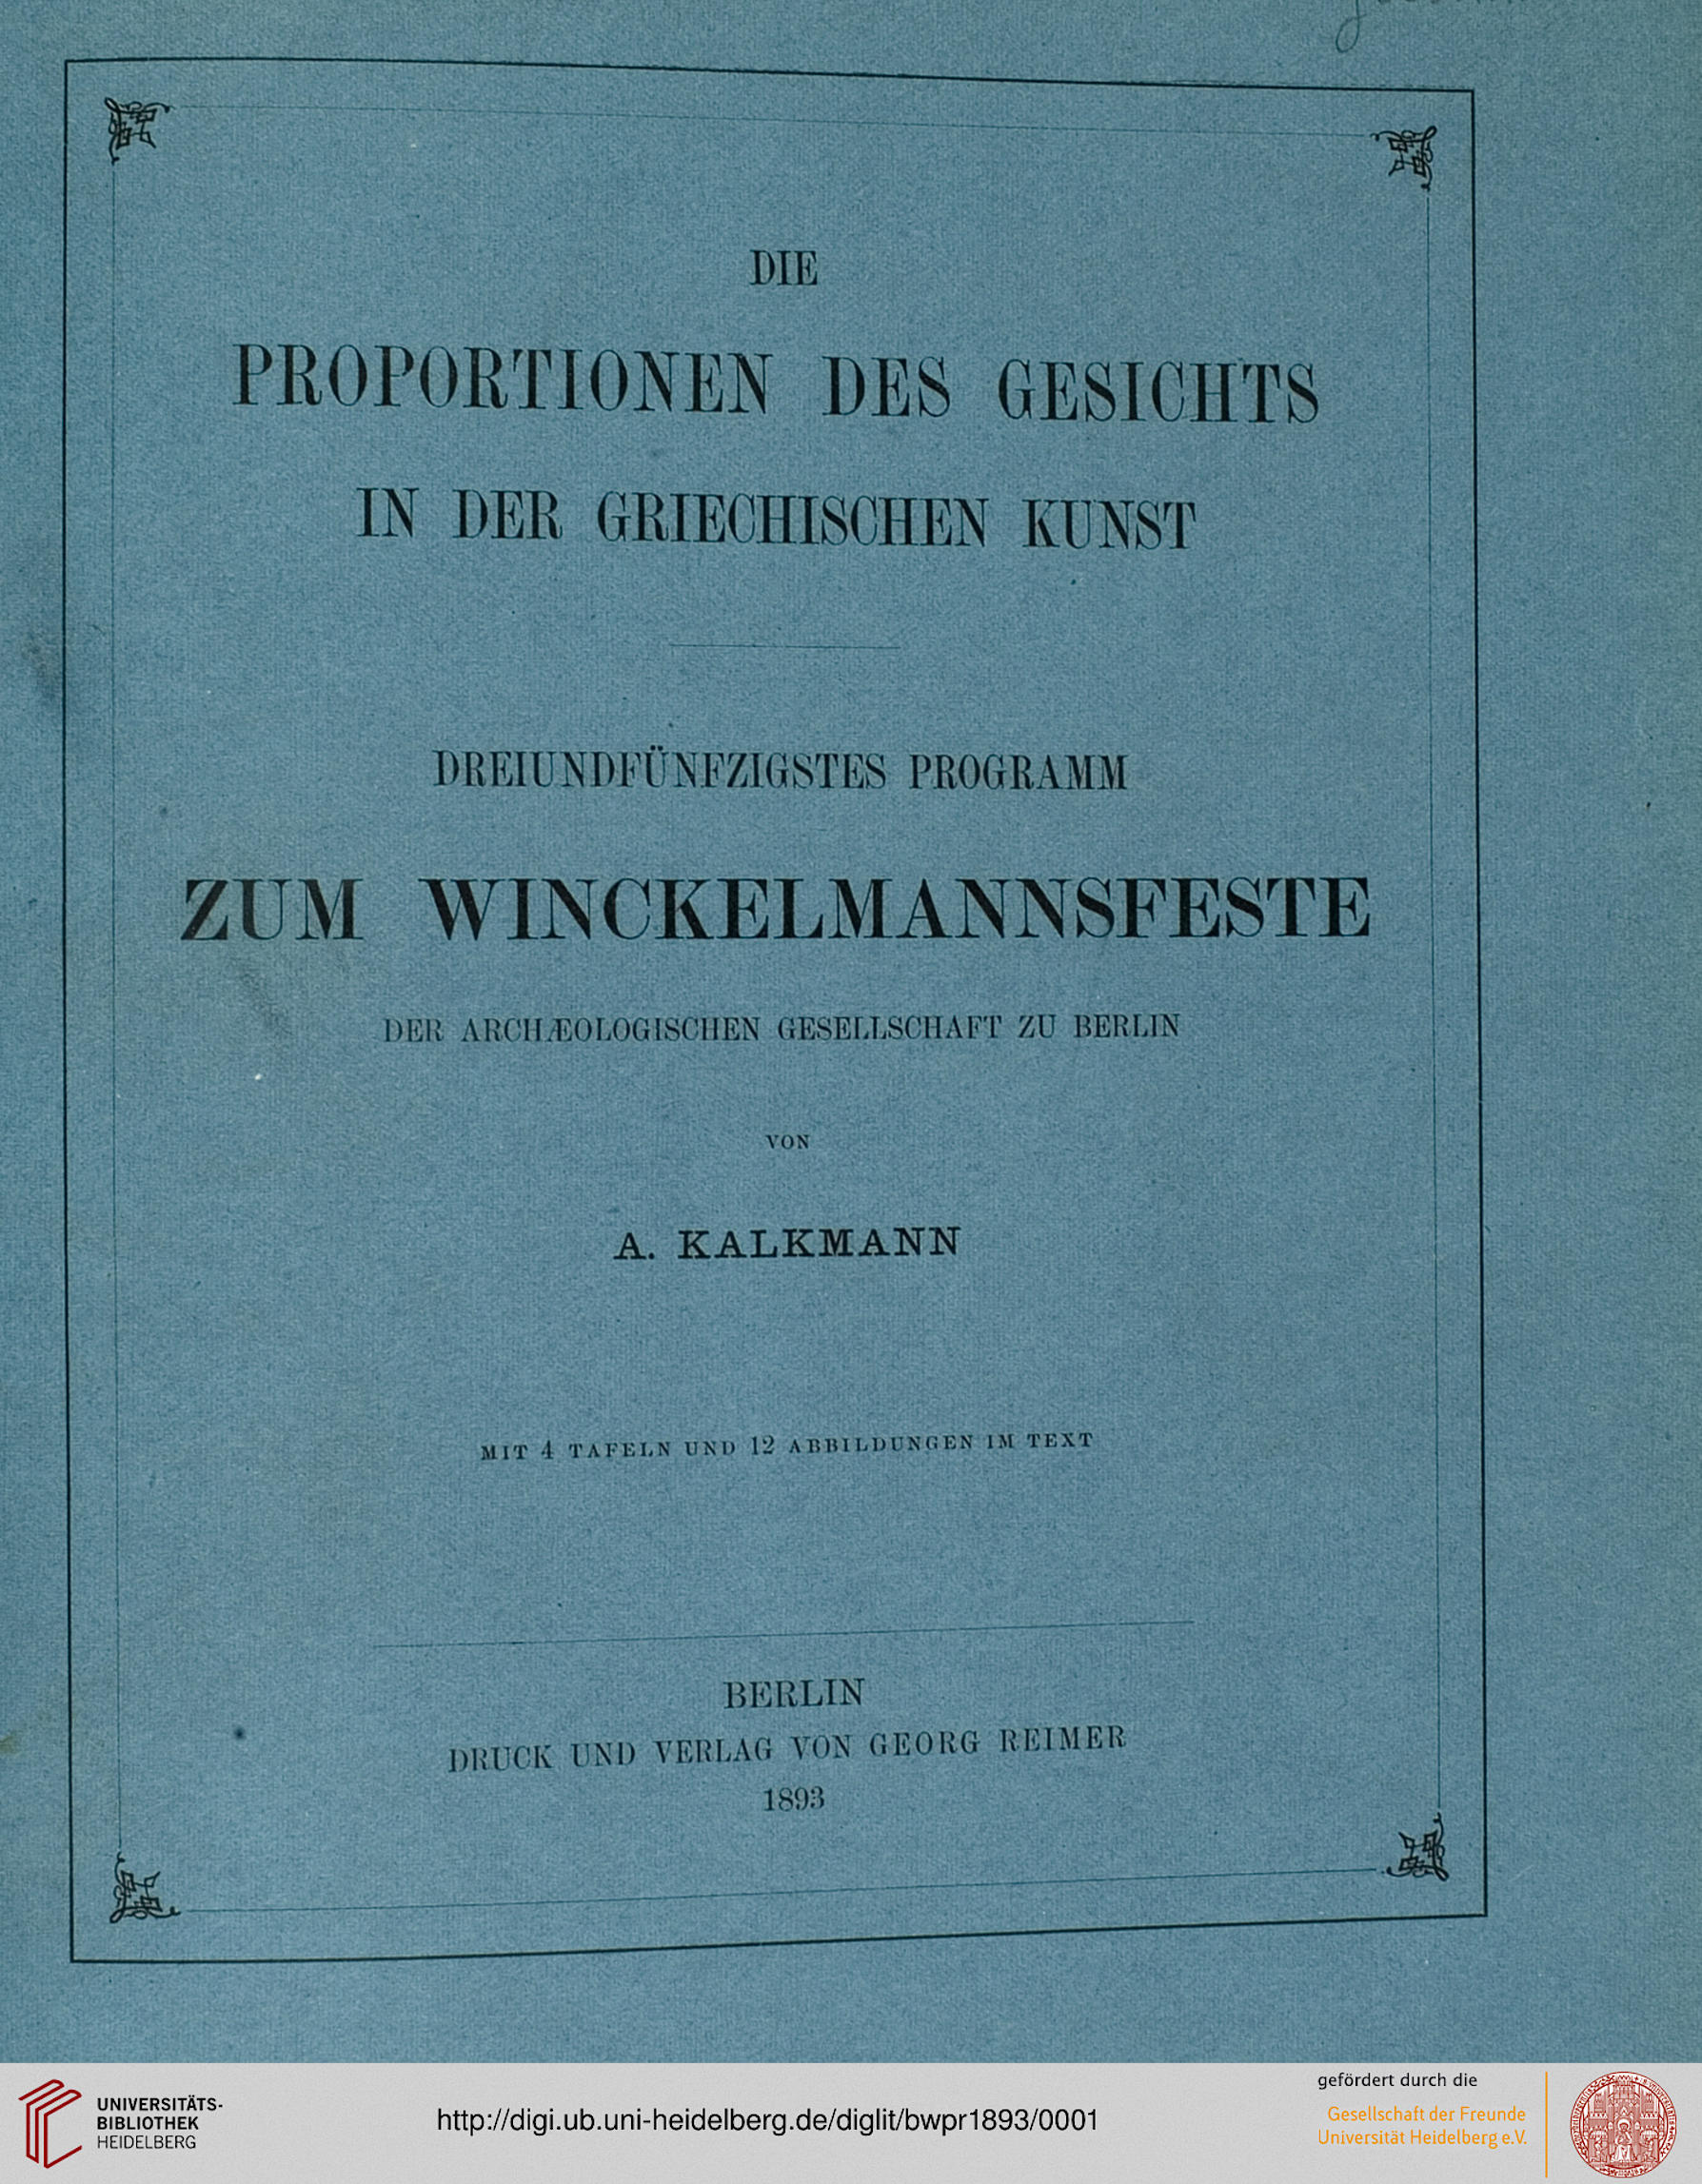 DIE
PROPORTIONEN DES GESICHTS
IN DER GRIECHISCHEN KUNST
DREIUNDFÜNFZIGSTES PROGRAMM
ZUM WINCKELMANNSFESTE
DER ARCHÆOLOGISCHEN GESELLSCHAFT ZU BERLIN
VON
A. KALKMANN
MIT 4 TAFELN UND 12 ABBILDUNGEN IM TEXT
BERLIN
DRUCK UND VERLAG VON GEORG REIMER
1893
UNIVERSITÄTS-
BIBLIOTHEK
HEIDELBERG
http://digi.ub.uni-heidelberg.de/diglit/bwpr1893/0001
gefördert durch die
Gesellschaft der Freunde
Universität Heidelberg e.V.